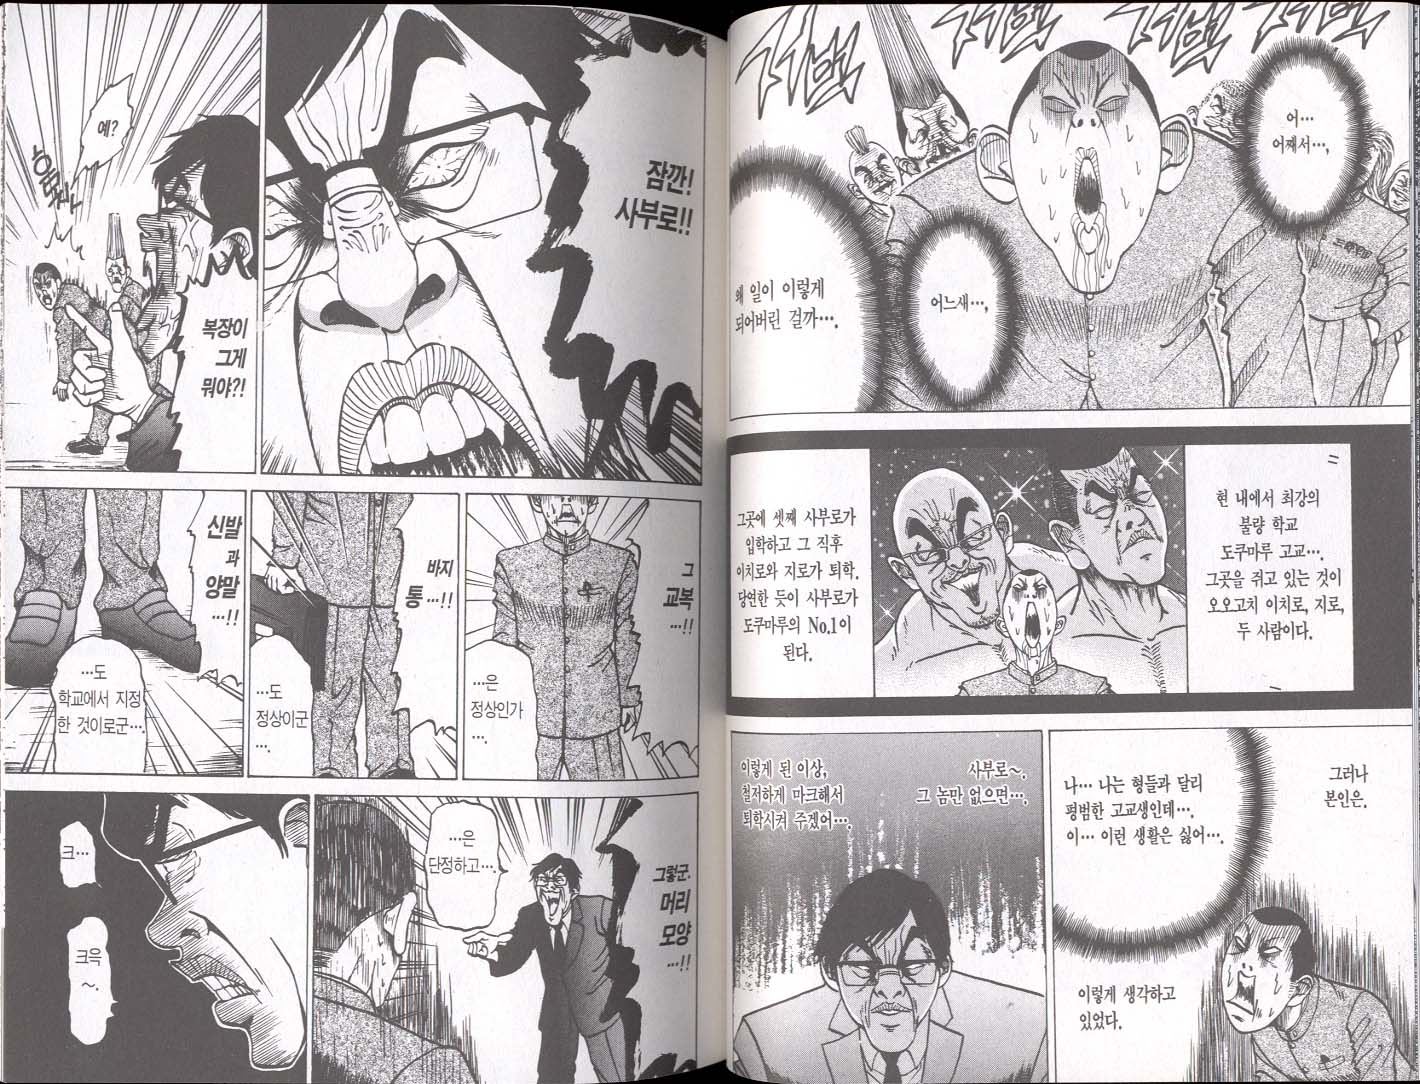 저벅
저벅
저벅
저벅
어…
어째서…,
어느새…,
왜 일이 이렇게
되어버린 걸까….
현 내에서 최강의
불량 학교
도쿠마루 고교….
그곳을 쥐고 있는 것이
오오고치 이치로, 지로,
두 사람이다.
그곳에 셋째 사부로가
입학하고 그 직후
이치로와 지로가 퇴학.
당연한 듯이 사부로가
도쿠마루의 No.1이
된다.
그러나
본인은.
나… 나는 형들과 달리
평범한 고교생인데….
이… 이런 생활은 싫어….
이렇게 생각하고
있었다.
사부로~.
그 놈만 없으면….
이렇게 된 이상,
철저하게 마크해서
퇴학시켜 주겠어….
잠깐!
사부로!!
예?
움찔
복장이
그게
뭐야?!
그
교복
…!!
…은
정상인가
….
바지
통 …!!
…도
정상이군
….
신발
과
양말
…!!
…도
학교에서 지정
한 것이로군….
그렇군.
머리
모양
…!!
…은
단정하고….
크…
크윽
~.